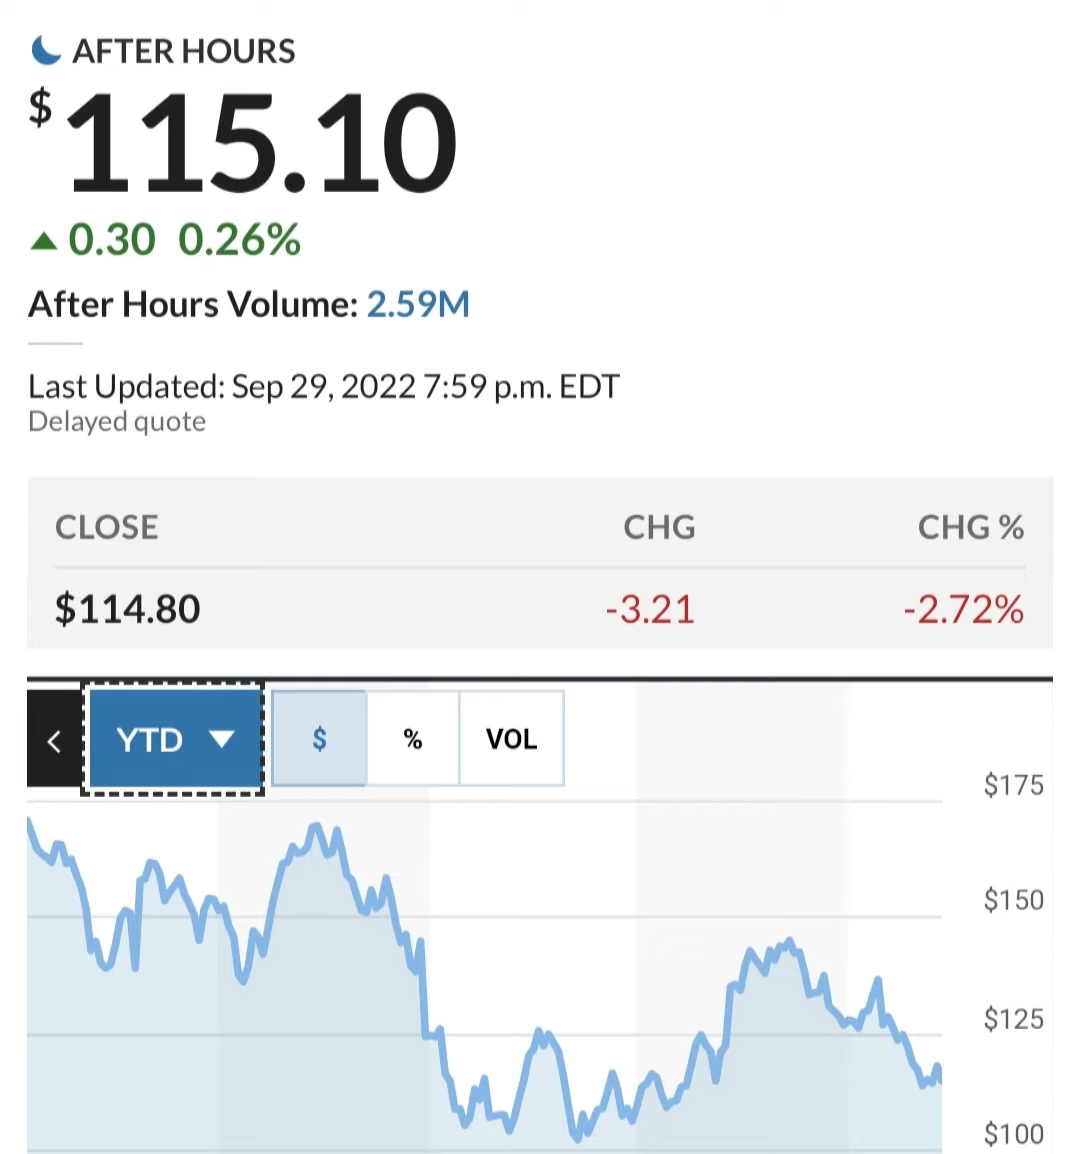 AFTER HOURS
$115.10
0.30 0.26%
After Hours Volume: 2.59M
Last Updated: Sep 29, 2022 7:59 p.m. EDT
Delayed quote
CLOSE CHG CHG %
$114.80 -3.21 -2.72%
YTD $ % VOL
$175
$150
$125
$100